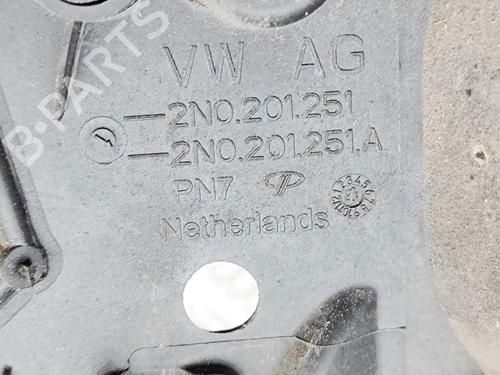 B-PARTS
VW AG
2N0.201.251
2N0.201.251.A
PN7
Netherlands